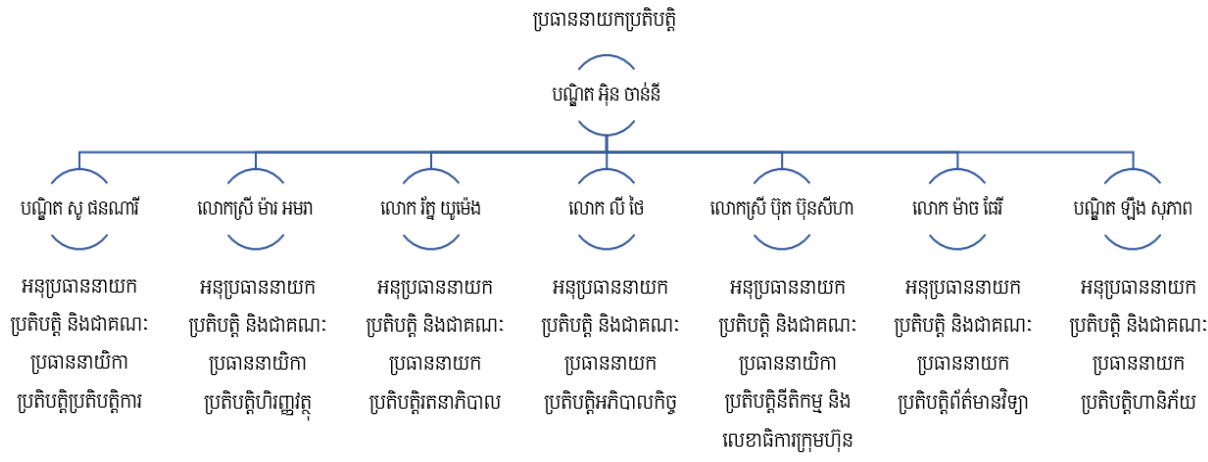 ប្រធាននាយកប្រតិបត្តិ
បណ្ឌិត អ៊ិន ចាន់នី
បណ្ឌិត សូ ផនណារី
លោកស្រី ម៉ារ អមរា
លោក រ័ត្ន យូម៉េង
លោក លី ថៃ
លោកស្រី ប៊ុត ប៊ុនសីហា
លោក ម៉ាច ធែរី
បណ្ឌិត ឡឹង សុភាព
អនុប្រធាននាយក
ប្រតិបត្តិ និងជាគណៈ
ប្រធាននាយិកា
ប្រតិបត្តិប្រតិបត្តិការ
អនុប្រធាននាយក
ប្រតិបត្តិ និងជាគណៈ
ប្រធាននាយិកា
ប្រតិបត្តិហិរញ្ញវត្ថុ
អនុប្រធាននាយក
ប្រតិបត្តិ និងជាគណៈ
ប្រធាននាយក
ប្រតិបត្តិរតនាភិបាល
អនុប្រធាននាយក
ប្រតិបត្តិ និងជាគណៈ
ប្រធាននាយក
ប្រតិបត្តិអភិបាលកិច្ច
អនុប្រធាននាយក
ប្រតិបត្តិ និងជាគណៈ
ប្រធាននាយិកា
ប្រតិបត្តិនីតិកម្ម និង
លេខាធិការក្រុមហ៊ុន
អនុប្រធាននាយក
ប្រតិបត្តិ និងជាគណៈ
ប្រធាននាយក
ប្រតិបត្តិព័ត៌មានវិទ្យា
អនុប្រធាននាយក
ប្រតិបត្តិ និងជាគណៈ
ប្រធាននាយក
ប្រតិបត្តិហានិភ័យ